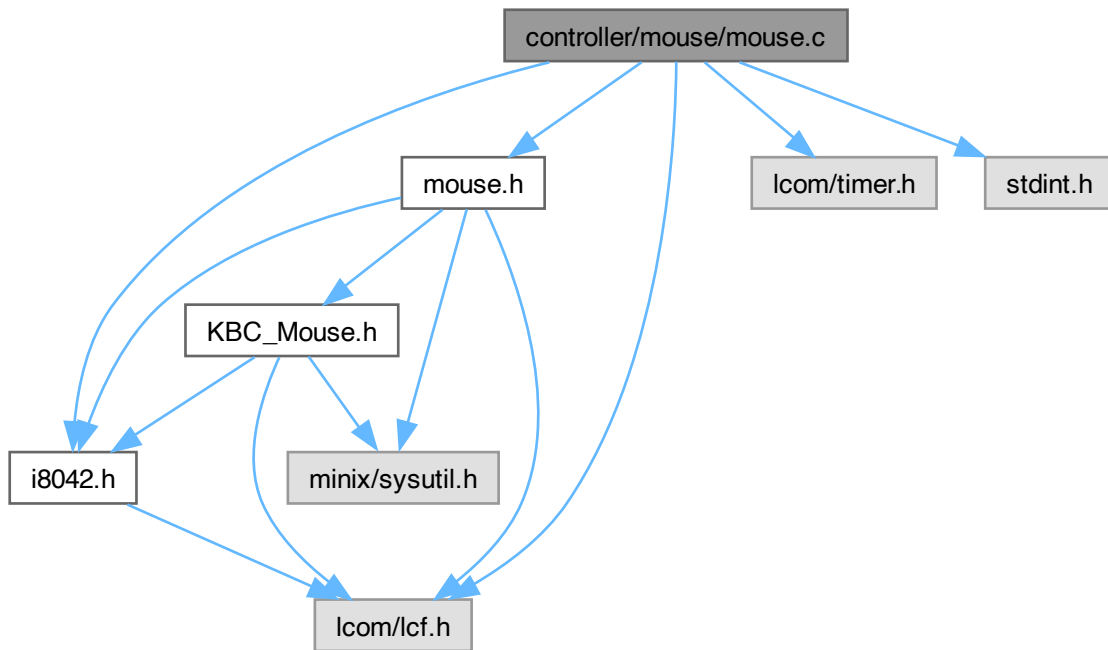 controller/mouse/mouse.c
mouse.h
lcom/timer.h
stdint.h
KBC_Mouse.h
i8042.h
minix/sysutil.h
lcom/lcf.h